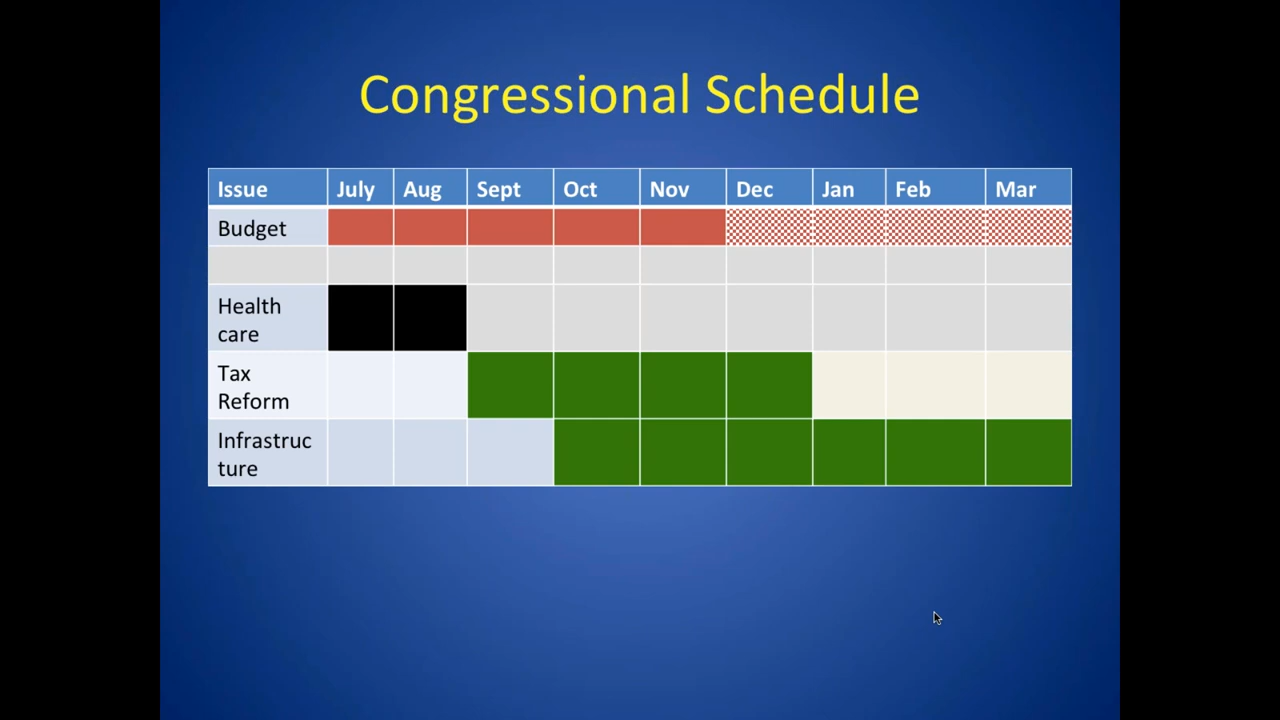 Congressional Schedule
Issue July Aug Sept Oct Nov Dec Jan Feb Mar
Budget
Health
care
Tax
Reform
Infrastruc
ture